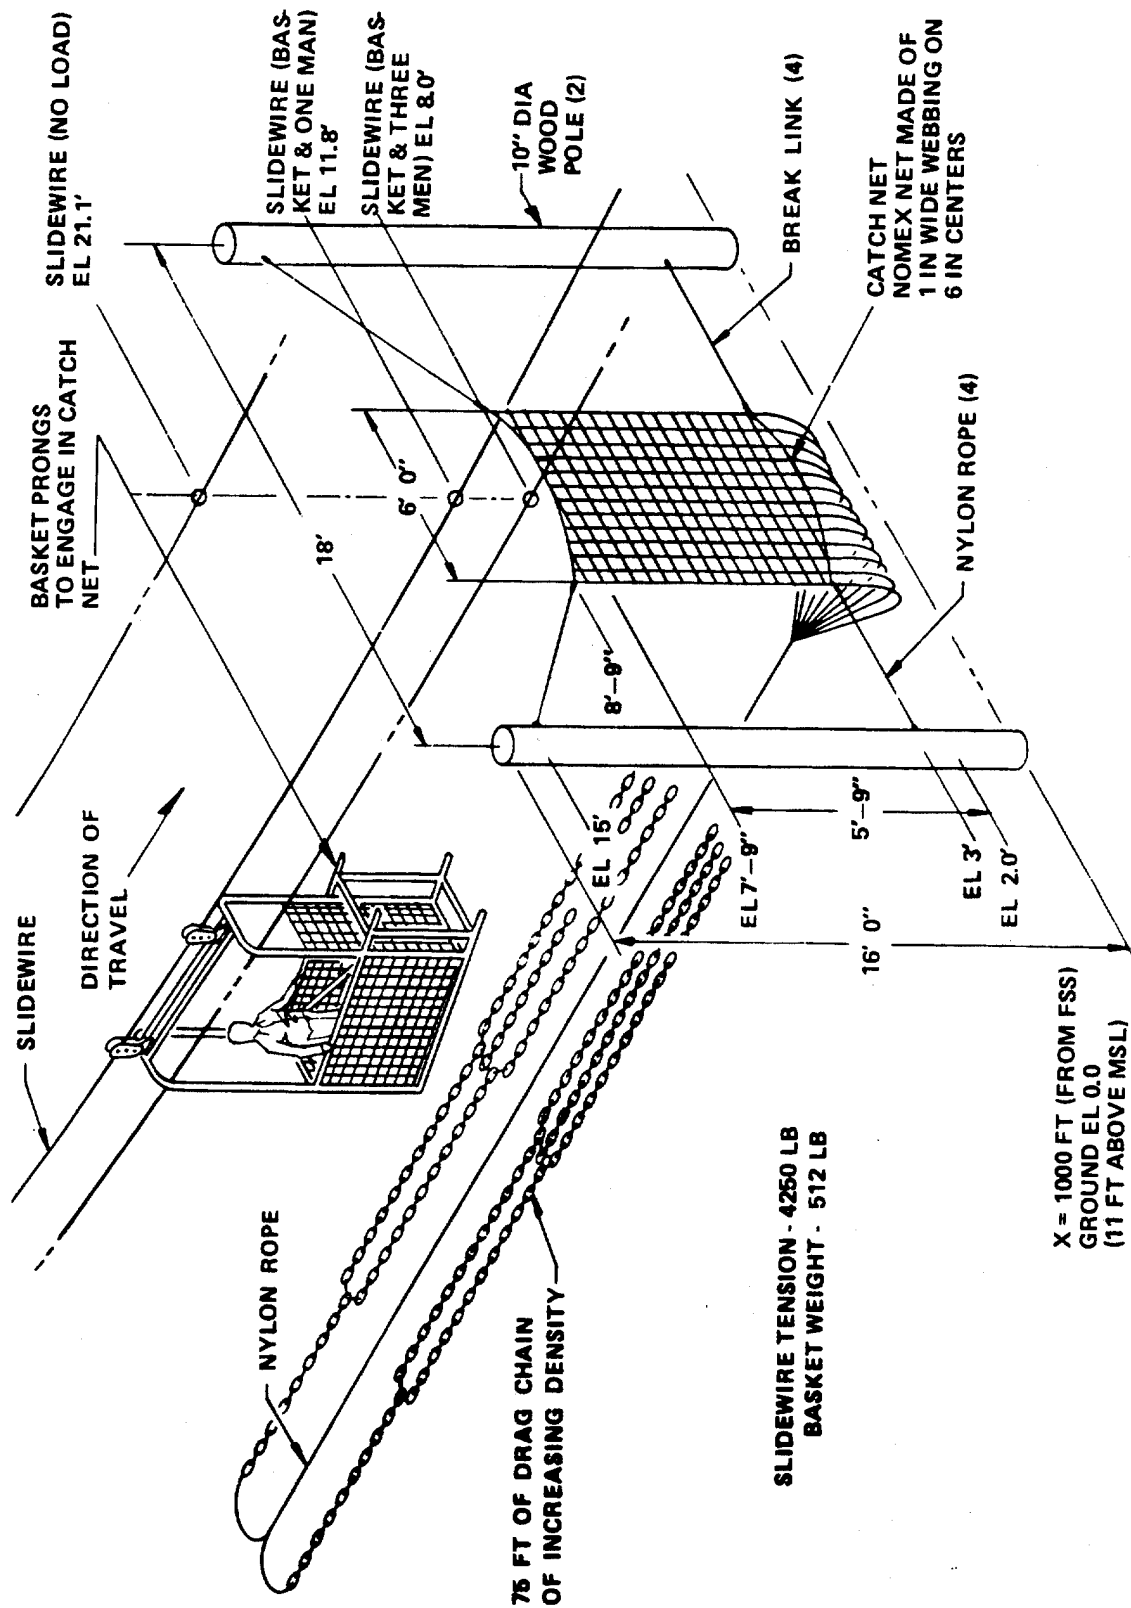 SLIDEWIRE
DIRECTION OF
TRAVEL
BASKET PRONGS
TO ENGAGE IN CATCH
NET
SLIDEWIRE (NO LOAD)
EL 21.1'
SLIDEWIRE (BAS-
KET & ONE MAN)
EL 11.8'
SLIDEWIRE (BAS-
KET & THREE
MEN) EL 8.0'
10" DIA
WOOD
POLE (2)
BREAK LINK (4)
CATCH NET
NOMEX NET MADE OF
1 IN WIDE WEBBING ON
6 IN CENTERS
NYLON ROPE (4)
18'
6' 0"
8'-9"
EL 15'
EL 7'-9"
5'-9"
EL 3'
EL 2.0'
16' 0"
X = 1000 FT (FROM FSS)
GROUND EL 0.0
(11 FT ABOVE MSL)
NYLON ROPE
75 FT OF DRAG CHAIN
OF INCREASING DENSITY
SLIDEWIRE TENSION - 4250 LB
BASKET WEIGHT - 512 LB